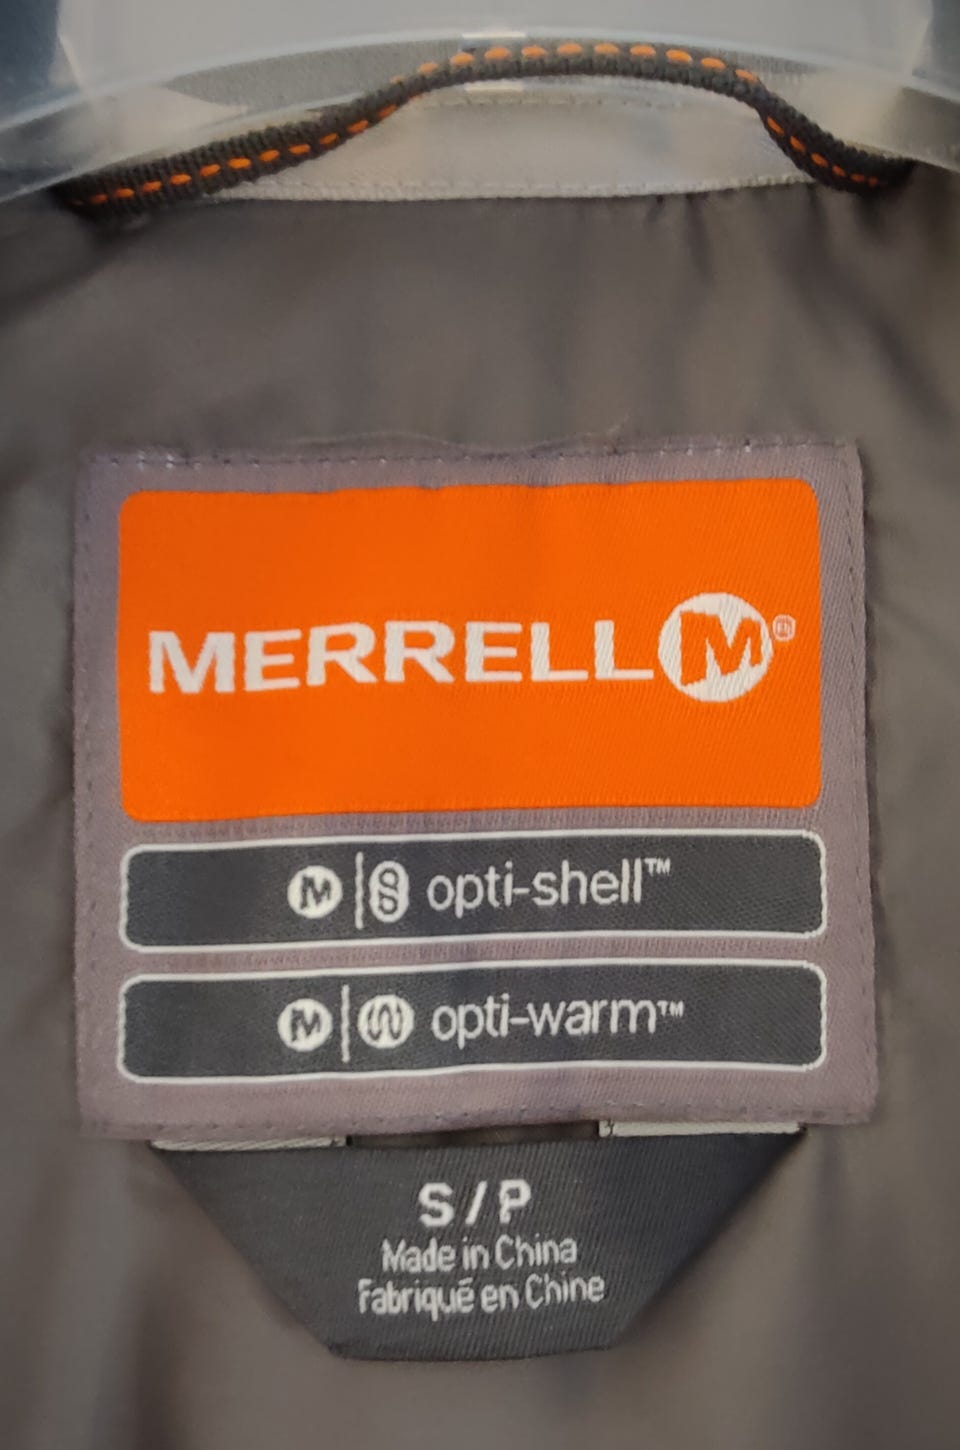 MERRELL M®
M opti-shell™
M opti-warm™
S / P
Made in China
Fabriqué en Chine